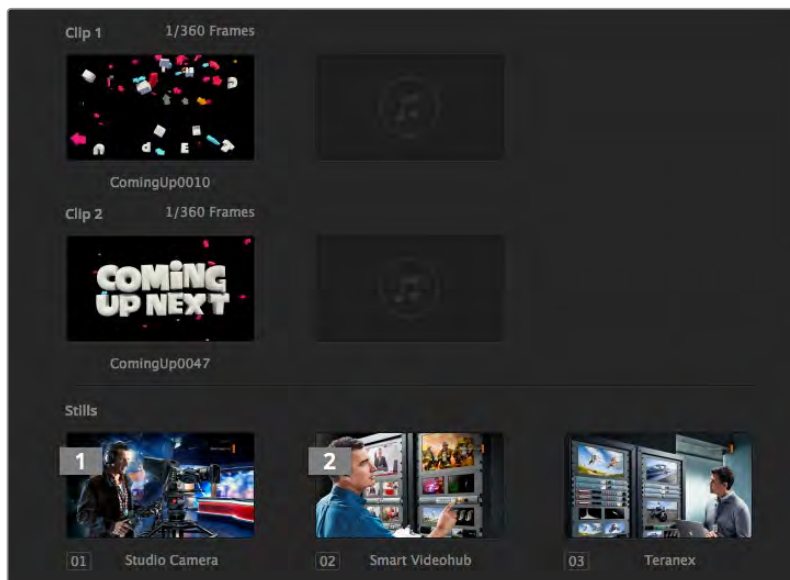 Clip 1 1/360 Frames
ComingUp0010
Clip 2 1/360 Frames
COMiNG
UP NEXT
ComingUp0047
Stills
1 2
01 Studio Camera 02 Smart Videohub 03 Teranex